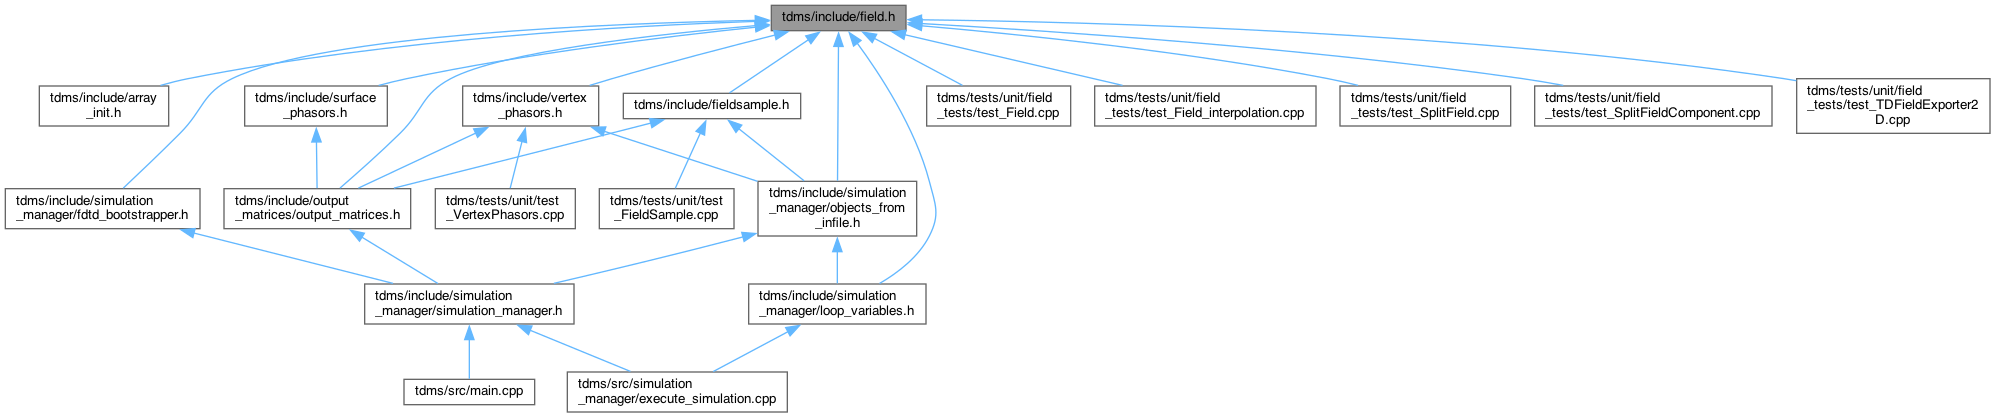 tdms/include/field.h
tdms/include/array
_init.h
tdms/include/surface
_phasors.h
tdms/include/vertex
_phasors.h
tdms/include/fieldsample.h
tdms/tests/unit/field
_tests/test_Field.cpp
tdms/tests/unit/field
_tests/test_Field_interpolation.cpp
tdms/tests/unit/field
_tests/test_SplitField.cpp
tdms/tests/unit/field
_tests/test_SplitFieldComponent.cpp
tdms/tests/unit/field
_tests/test_TDFieldExporter2
D.cpp
tdms/include/simulation
_manager/fdtd_bootstrapper.h
tdms/include/output
_matrices/output_matrices.h
tdms/tests/unit/test
_VertexPhasors.cpp
tdms/tests/unit/test
_FieldSample.cpp
tdms/include/simulation
_manager/objects_from
_infile.h
tdms/include/simulation
_manager/simulation_manager.h
tdms/include/simulation
_manager/loop_variables.h
tdms/src/main.cpp
tdms/src/simulation
_manager/execute_simulation.cpp